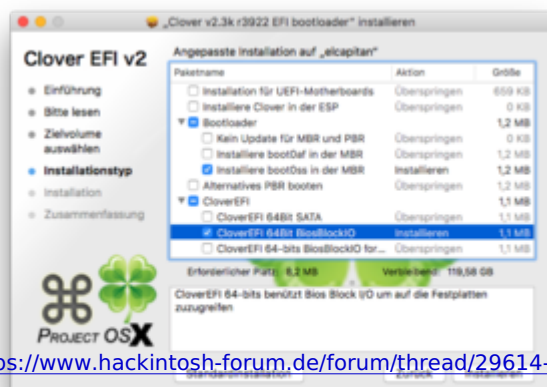 „Clover v2.3k r3922 EFI bootloader“ installieren
Clover EFI v2
Angepasste Installation auf „elcapitan“
Paketname Aktion Größe
Einführung
Bitte lesen
Zielvolume
auswählen
Installationstyp
Installation
Zusammenfassung
Installation für UEFI-Motherboards Überspringen 659 KB
Installiere Clover in der ESP Überspringen 0 KB
Bootloader 1,2 MB
Kein Update für MBR und PBR Überspringen 0 KB
Installiere boot0af in der MBR Überspringen 1,2 MB
Installiere boot0ss in der MBR Installieren 1,2 MB
Alternatives PBR booten Überspringen 1,2 MB
CloverEFI 1,1 MB
CloverEFI 64Bit SATA Überspringen 1,1 MB
CloverEFI 64Bit BiosBlockIO Installieren 1,1 MB
CloverEFI 64-bits BiosBlockIO for... Überspringen 1,1 MB
Erforderlicher Platz: 6,2 MB Verbleibend: 119,58 GB
CloverEFI 64-bits benützt Bios Block I/O um auf die Festplatten
zuzugreifen
PROJECT OSX
ps://www.hackintosh-forum.de/forum/thread/29614-
Standardinstallation Zurück Installieren